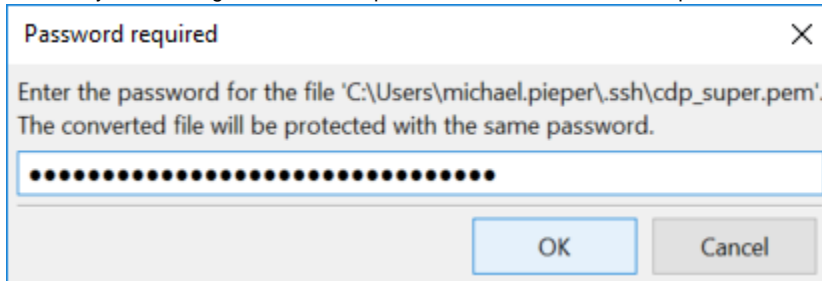 Password required
Enter the password for the file 'C:\Users\michael.pieper\.ssh\cdp_super.pem'.
The converted file will be protected with the same password.
●●●●●●●●●●●●●●●●●●●●●●●●●●●●●●●●
OK Cancel